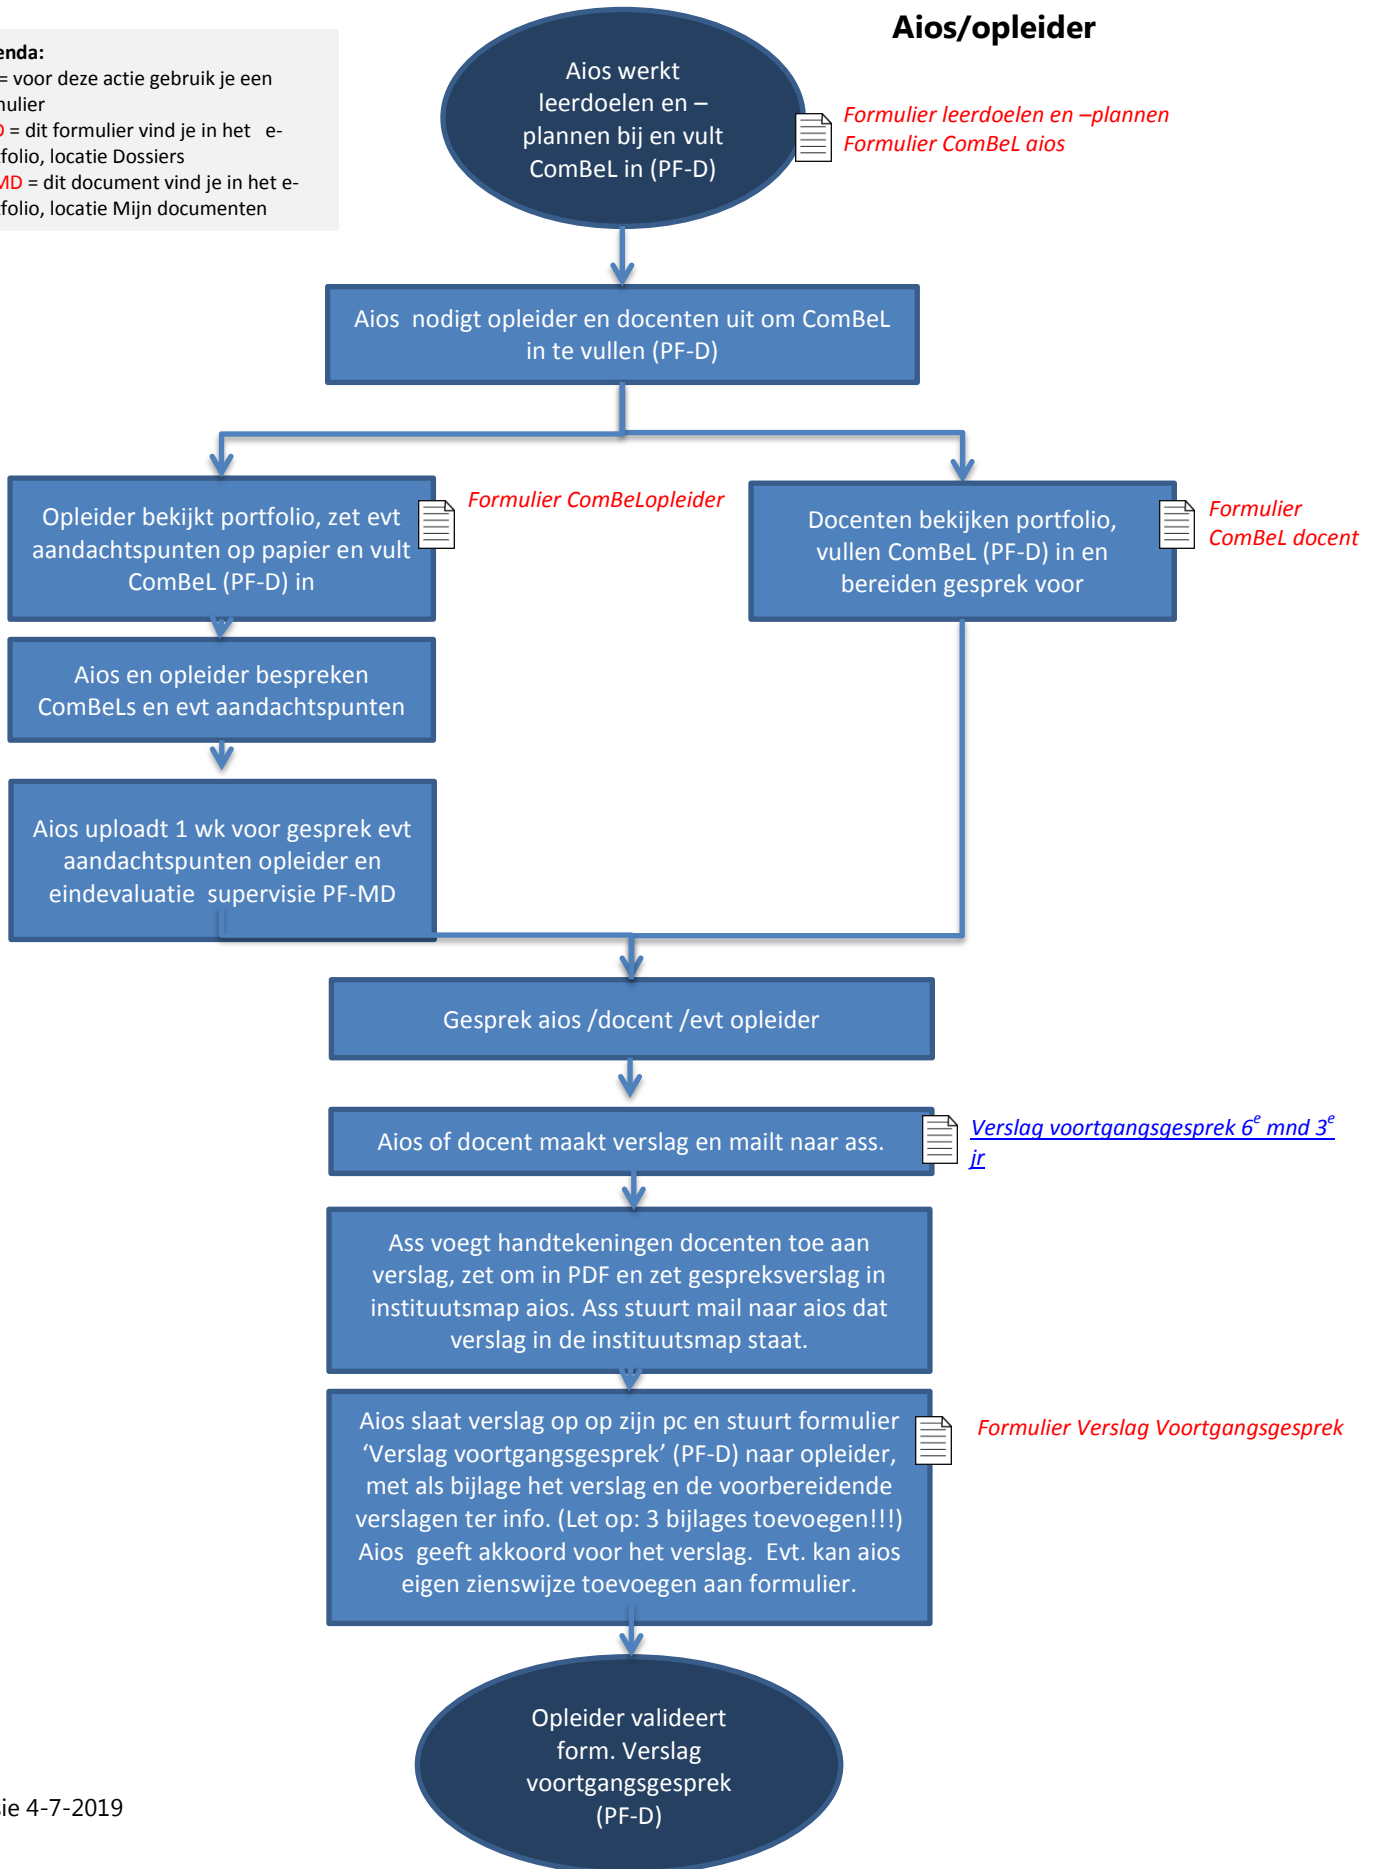 Aios/opleider
enda:
= voor deze actie gebruik je een
mulier
D = dit formulier vind je in het e-
tfolio, locatie Dossiers
MD = dit document vind je in het e-
tfolio, locatie Mijn documenten
Aios werkt
leerdoelen en –
plannen bij en vult
ComBeL in (PF-D)
Formulier leerdoelen en –plannen
Formulier ComBeL aios
Aios nodigt opleider en docenten uit om ComBeL
in te vullen (PF-D)
Opleider bekijkt portfolio, zet evt
aandachtspunten op papier en vult
ComBeL (PF-D) in
Formulier ComBeLopleider
Docenten bekijken portfolio,
vullen ComBeL (PF-D) in en
bereiden gesprek voor
Formulier
ComBeL docent
Aios en opleider bespreken
ComBeLs en evt aandachtspunten
Aios uploadt 1 wk voor gesprek evt
aandachtspunten opleider en
eindevaluatie supervisie PF-MD
Gesprek aios /docent /evt opleider
Aios of docent maakt verslag en mailt naar ass.
Verslag voortgangsgesprek 6e mnd 3e
jr
Ass voegt handtekeningen docenten toe aan
verslag, zet om in PDF en zet gespreksverslag in
instituutsmap aios. Ass stuurt mail naar aios dat
verslag in de instituutsmap staat.
Aios slaat verslag op op zijn pc en stuurt formulier
‘Verslag voortgangsgesprek’ (PF-D) naar opleider,
met als bijlage het verslag en de voorbereidende
verslagen ter info. (Let op: 3 bijlages toevoegen!!!)
Aios geeft akkoord voor het verslag. Evt. kan aios
eigen zienswijze toevoegen aan formulier.
Formulier Verslag Voortgangsgesprek
Opleider valideert
form. Verslag
voortgangsgesprek
(PF-D)
ie 4-7-2019